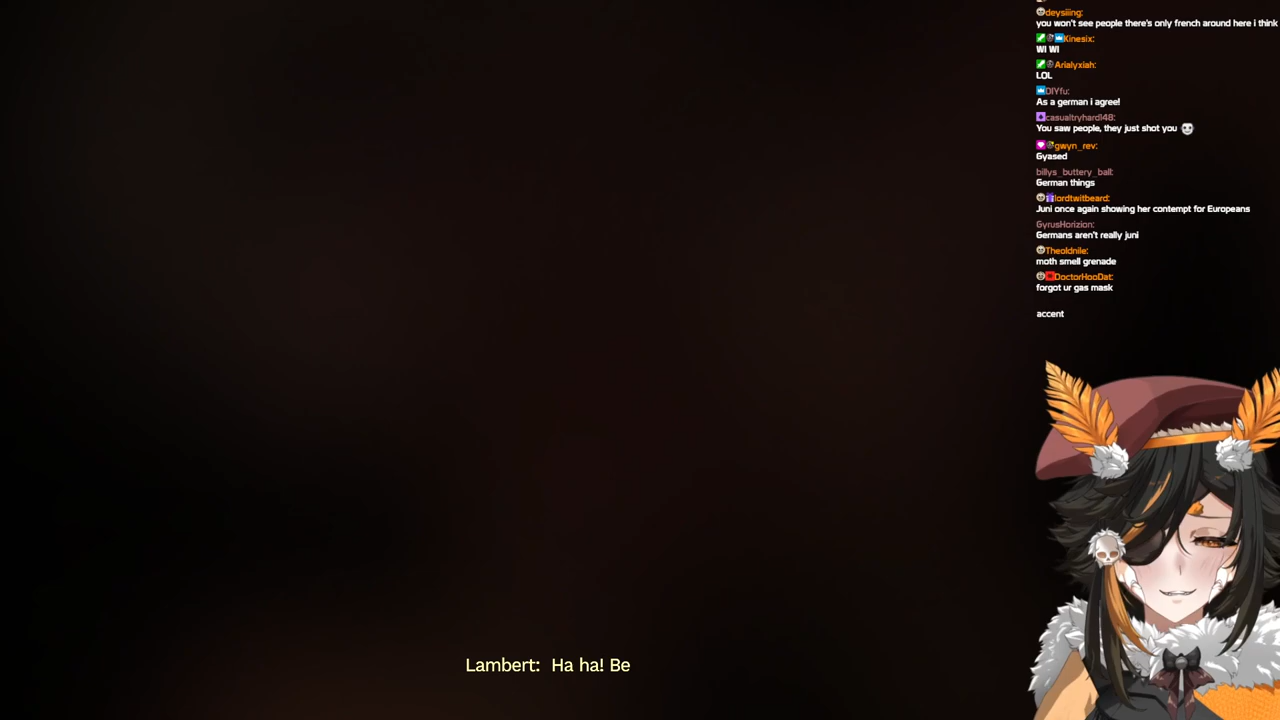 deysiiing:
you won't see people there's only french around here i think
Kinesix:
WI WI
Arialyxiah:
LOL
DIYfu:
As a german i agree!
casualtryhard148:
You saw people, they just shot you
gwyn_rev:
Gyased
billys_buttery_ball:
German things
lordtwitbeard:
Juni once again showing her contempt for Europeans
GyrusHorizion:
Germans aren't really juni
Theoldnile:
moth smell grenade
DoctorHooDat:
forgot ur gas mask
accent
Lambert: Ha ha! Be